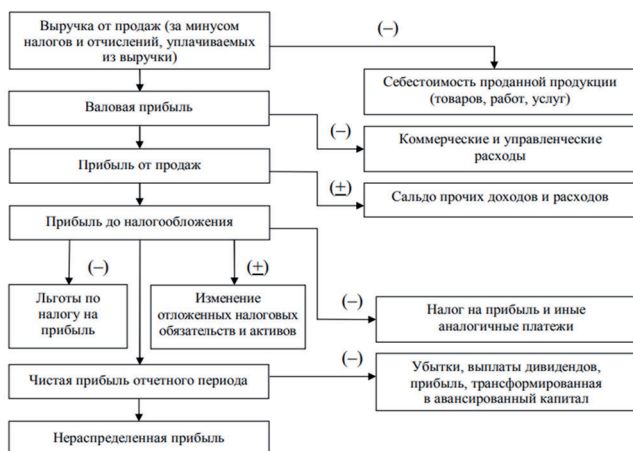 Выручка от продаж (за минусом
налогов и отчислений, уплачиваемых
из выручки)
(–)
Себестоимость проданной продукции
(товаров, работ, услуг)
Валовая прибыль
(–)
Коммерческие и управленческие
расходы
Прибыль от продаж
(±)
Сальдо прочих доходов и расходов
Прибыль до налогообложения
(–)
(±)
Льготы по
налогу на
прибыль
Изменение
отложенных налоговых
обязательств и активов
(–)
Налог на прибыль и иные
аналогичные платежи
Чистая прибыль отчетного периода
(–)
Убытки, выплаты дивидендов,
прибыль, трансформированная
в авансированный капитал
Нераспределенная прибыль